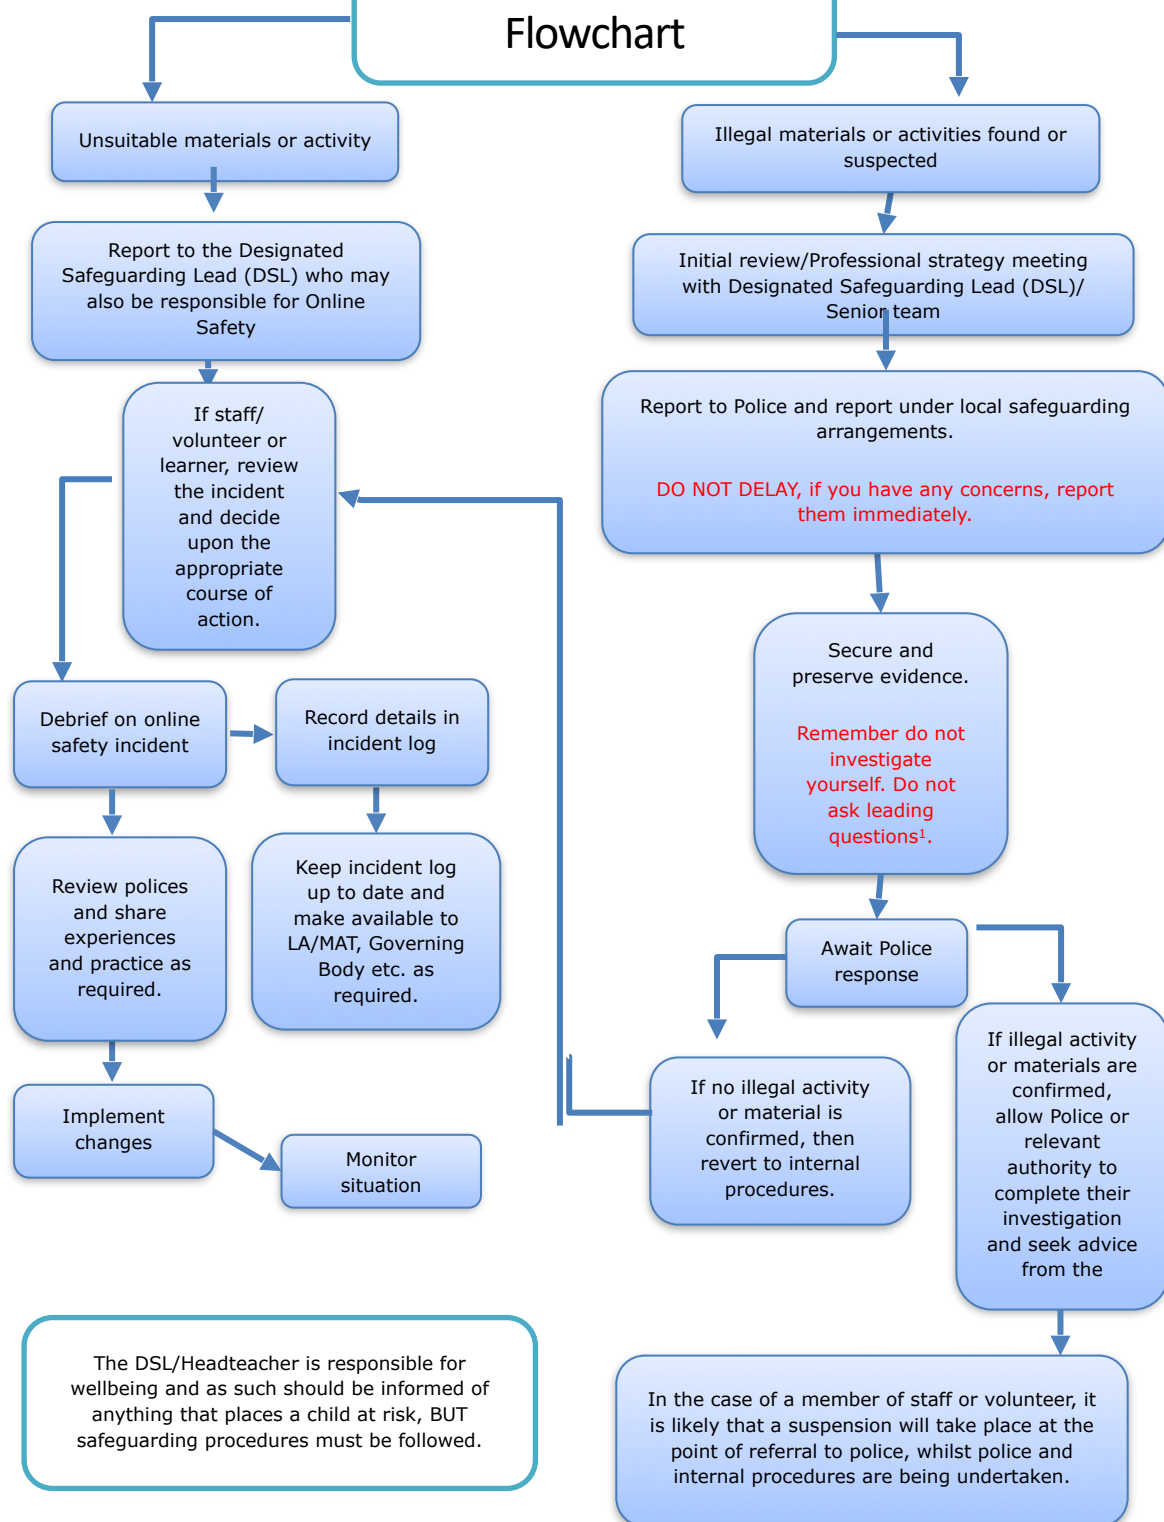 Flowchart
Unsuitable materials or activity
Report to the Designated
Safeguarding Lead (DSL) who may
also be responsible for Online
Safety
If staff/
volunteer or
learner, review
the incident
and decide
upon the
appropriate
course of
action.
Debrief on online
safety incident
Record details in
incident log
Review polices
and share
experiences
and practice as
required.
Keep incident log
up to date and
make available to
LA/MAT, Governing
Body etc. as
required.
Implement
changes
Monitor
situation
Illegal materials or activities found or
suspected
Initial review/Professional strategy meeting
with Designated Safeguarding Lead (DSL)/
Senior team
Report to Police and report under local safeguarding
arrangements.
DO NOT DELAY, if you have any concerns, report
them immediately.
Secure and
preserve evidence.
Remember do not
investigate
yourself. Do not
ask leading
questions¹.
Await Police
response
If no illegal activity
or material is
confirmed, then
revert to internal
procedures.
If illegal activity
or materials are
confirmed,
allow Police or
relevant
authority to
complete their
investigation
and seek advice
from the
In the case of a member of staff or volunteer, it
is likely that a suspension will take place at the
point of referral to police, whilst police and
internal procedures are being undertaken.
The DSL/Headteacher is responsible for
wellbeing and as such should be informed of
anything that places a child at risk, BUT
safeguarding procedures must be followed.